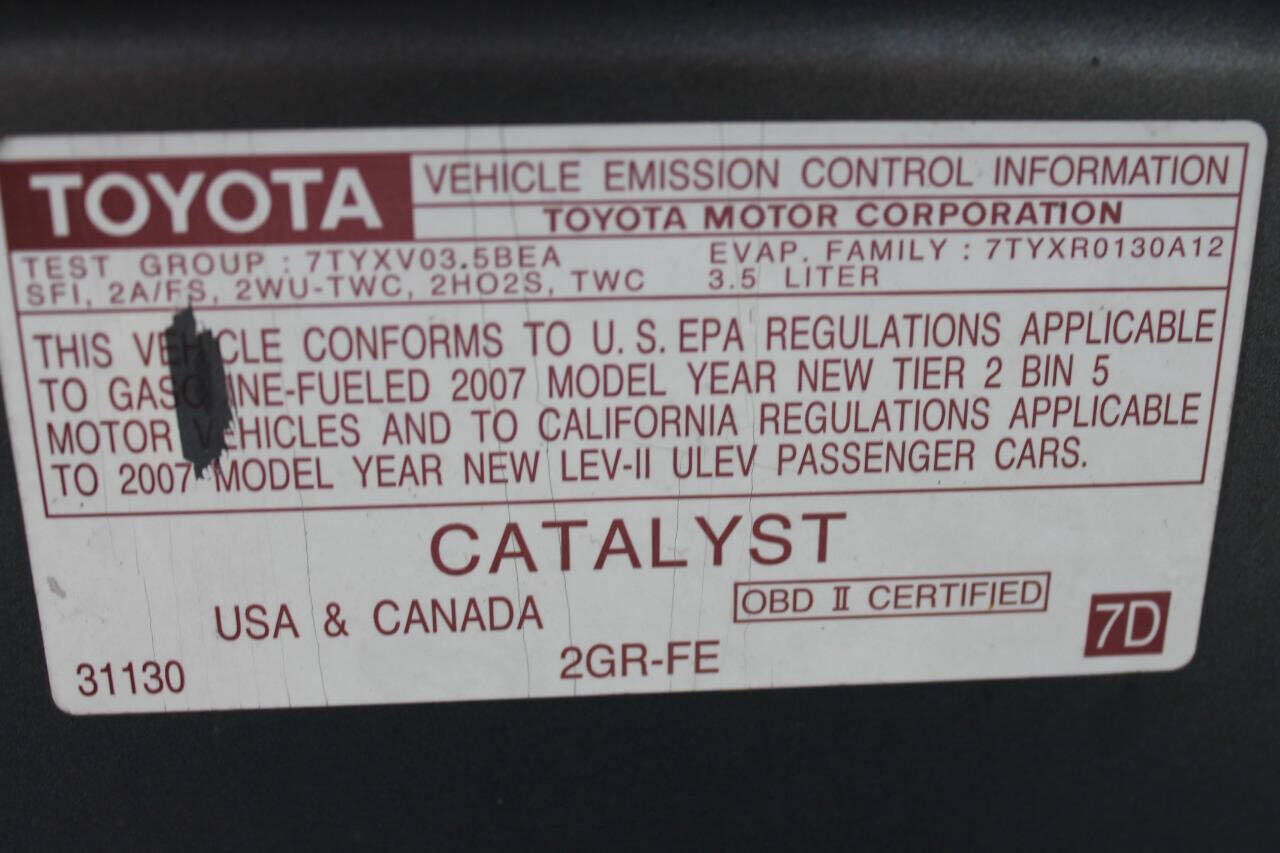 TOYOTA
VEHICLE EMISSION CONTROL INFORMATION
TOYOTA MOTOR CORPORATION
TEST GROUP : 7TYXV03.5BEA EVAP. FAMILY : 7TYXR0130A12
SFI, 2A/FS, 2WU-TWC, 2HO2S, TWC 3.5 LITER
THIS VEHICLE CONFORMS TO U.S. EPA REGULATIONS APPLICABLE
TO GASOLINE-FUELED 2007 MODEL YEAR NEW TIER 2 BIN 5
MOTOR VEHICLES AND TO CALIFORNIA REGULATIONS APPLICABLE
TO 2007 MODEL YEAR NEW LEV-II ULEV PASSENGER CARS.
CATALYST
USA & CANADA
OBD II CERTIFIED
7D
31130
2GR-FE